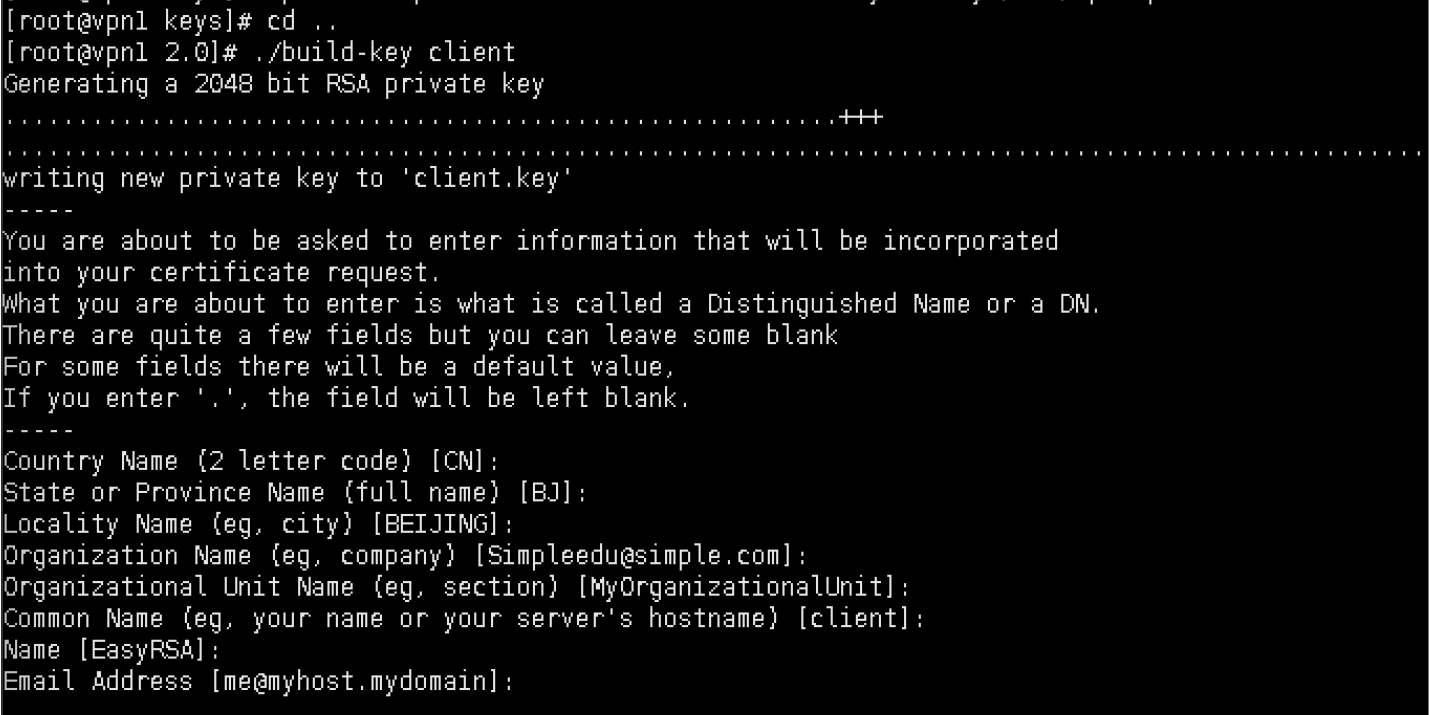 [root@vpn1 keys]# cd ..
[root@vpn1 2.0]# ./build-key client
Generating a 2048 bit RSA private key
.........................................................+++
.................................................................................................
writing new private key to 'client.key'
-----
You are about to be asked to enter information that will be incorporated
into your certificate request.
What you are about to enter is what is called a Distinguished Name or a DN.
There are quite a few fields but you can leave some blank
For some fields there will be a default value,
If you enter '.', the field will be left blank.
-----
Country Name (2 letter code) [CN]:
State or Province Name (full name) [BJ]:
Locality Name (eg, city) [BEIJING]:
Organization Name (eg, company) [Simpleedu@simple.com]:
Organizational Unit Name (eg, section) [MyOrganizationalUnit]:
Common Name (eg, your name or your server's hostname) [client]:
Name [EasyRSA]:
Email Address [me@myhost.mydomain]: